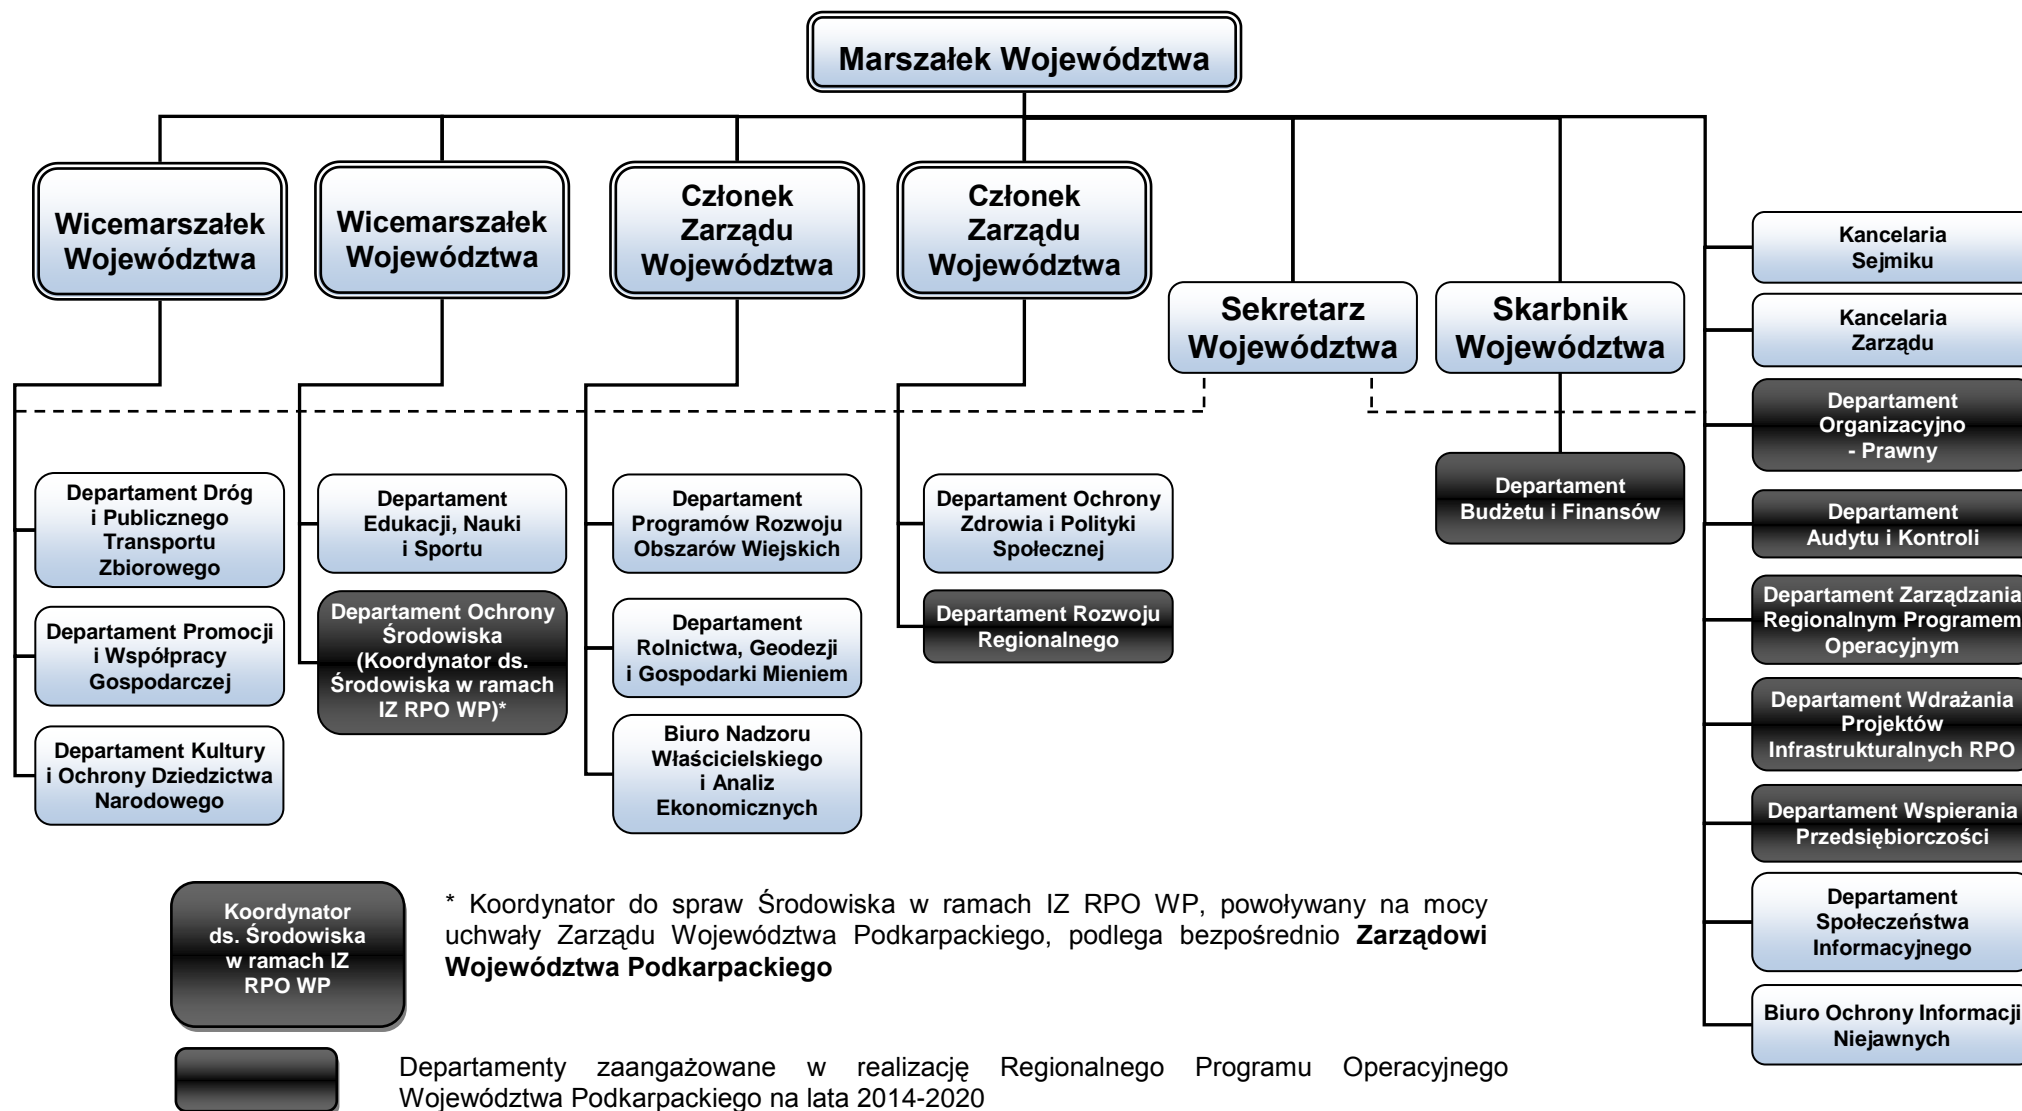 Marszałek Województwa
Wicemarszałek
Województwa
Wicemarszałek
Województwa
Członek
Zarządu
Województwa
Członek
Zarządu
Województwa
Sekretarz
Województwa
Skarbnik
Województwa
Departament Dróg
i Publicznego
Transportu
Zbiorowego
Departament Promocji
i Współpracy
Gospodarczej
Departament Kultury
i Ochrony Dziedzictwa
Narodowego
Departament
Edukacji, Nauki
i Sportu
Departament Ochrony
Środowiska
(Koordynator ds.
Środowiska w ramach
IZ RPO WP)*
Departament
Programów Rozwoju
Obszarów Wiejskich
Departament
Rolnictwa, Geodezji
i Gospodarki Mieniem
Biuro Nadzoru
Właścicielskiego
i Analiz
Ekonomicznych
Departament Ochrony
Zdrowia i Polityki
Społecznej
Departament Rozwoju
Regionalnego
Departament
Budżetu i Finansów
Kancelaria
Sejmiku
Kancelaria
Zarządu
Departament
Organizacyjno
- Prawny
Departament
Audytu i Kontroli
Departament Zarządzania
Regionalnym Programem
Operacyjnym
Departament Wdrażania
Projektów
Infrastrukturalnych RPO
Departament Wspierania
Przedsiębiorczości
Departament
Społeczeństwa
Informacyjnego
Biuro Ochrony Informacji
Niejawnych
Koordynator
ds. Środowiska
w ramach IZ
RPO WP
* Koordynator do spraw Środowiska w ramach IZ RPO WP, powoływany na mocy
uchwały Zarządu Województwa Podkarpackiego, podlega bezpośrednio Zarządowi
Województwa Podkarpackiego
Departamenty zaangażowane w realizację Regionalnego Programu Operacyjnego
Województwa Podkarpackiego na lata 2014-2020